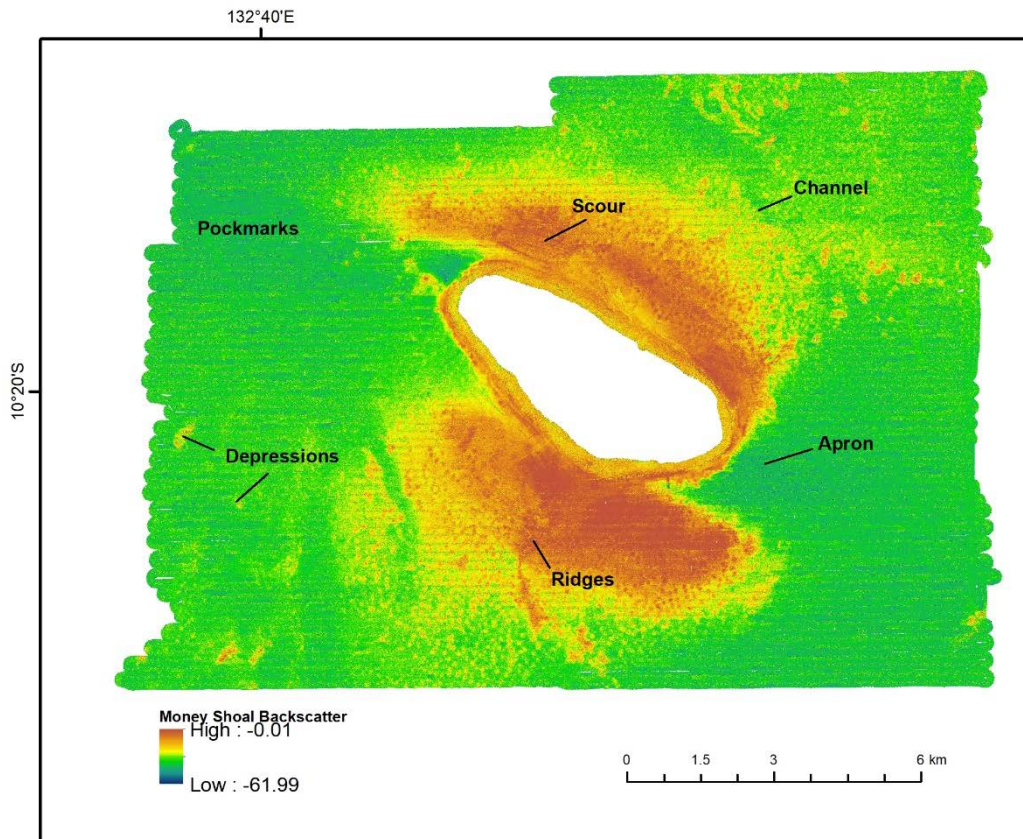 132°40'E
Channel
Scour
Pockmarks
10°20'S
Apron
Depressions
Ridges
Money Shoal Backscatter
High : -0.01
Low : -61.99
0 1.5 3 6 km